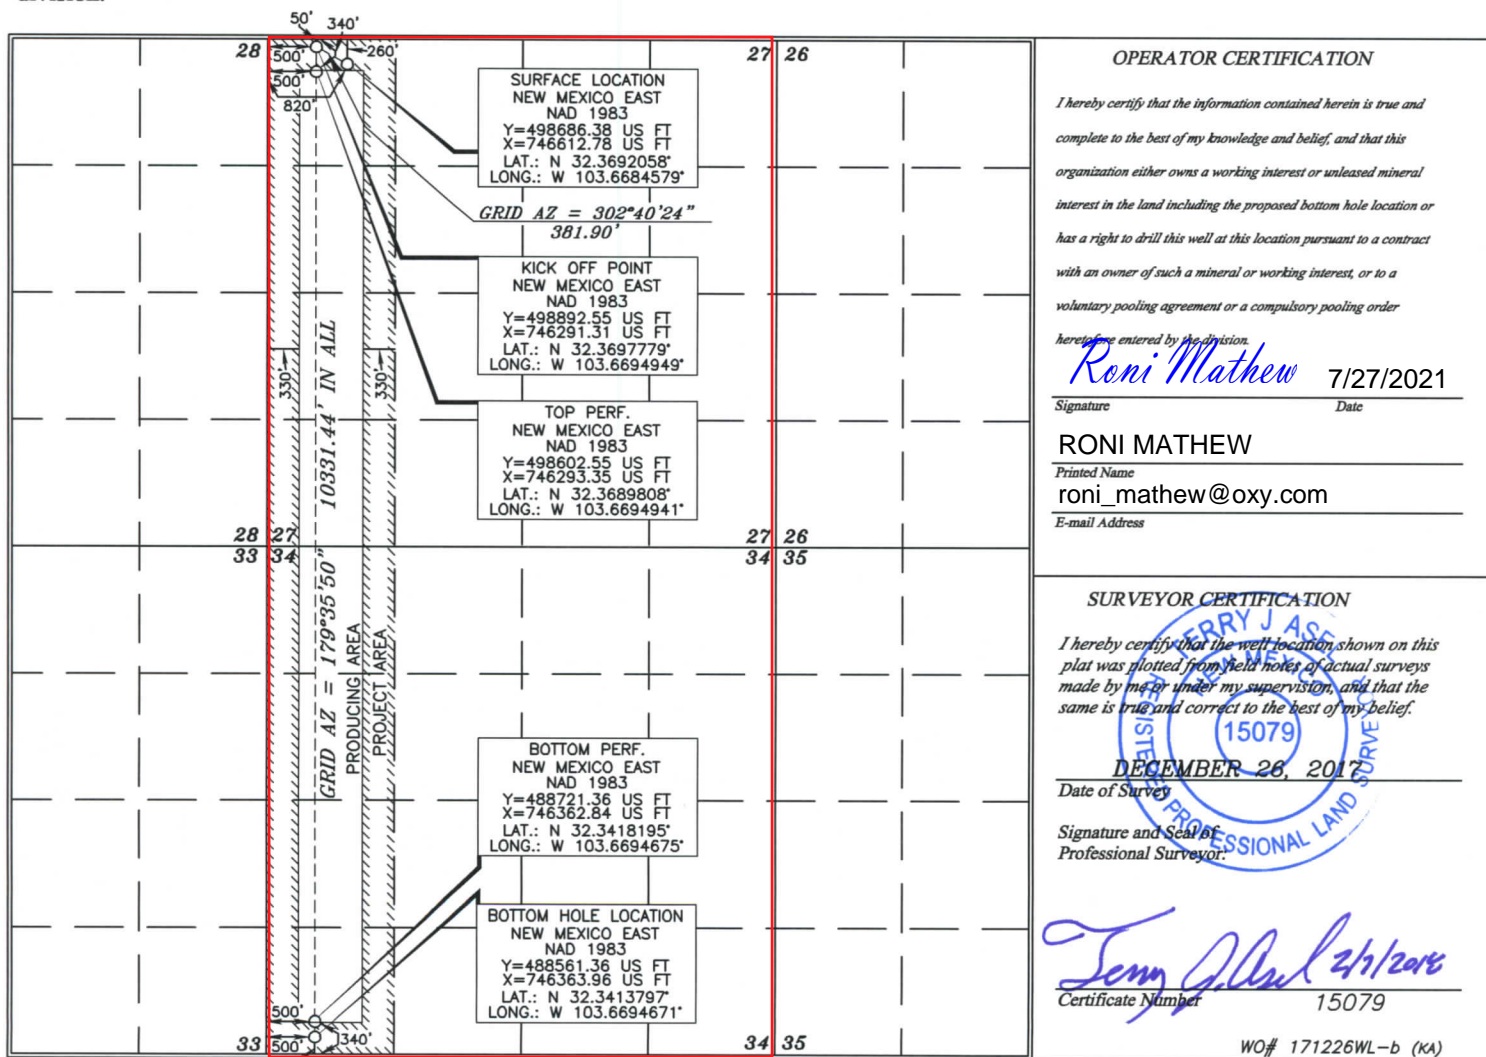 50' 340'
28 500' 260' 27 26
500'
820'
SURFACE LOCATION
NEW MEXICO EAST
NAD 1983
Y=498686.38 US FT
X=746612.78 US FT
LAT.: N 32.3692058°
LONG.: W 103.6684579°
GRID AZ = 302°40'24"
381.90'
KICK OFF POINT
NEW MEXICO EAST
NAD 1983
Y=498892.55 US FT
X=746291.31 US FT
LAT.: N 32.3697779°
LONG.: W 103.6694949°
330' 330'
TOP PERF.
NEW MEXICO EAST
NAD 1983
Y=498602.55 US FT
X=746293.35 US FT
LAT.: N 32.3689808°
LONG.: W 103.6694941°
GRID AZ = 179°35'50" 10331.44' IN ALL
28 27 27 26
33 34 34 35
PRODUCING AREA
PROJECT AREA
BOTTOM PERF.
NEW MEXICO EAST
NAD 1983
Y=488721.36 US FT
X=746362.84 US FT
LAT.: N 32.3418195°
LONG.: W 103.6694675°
BOTTOM HOLE LOCATION
NEW MEXICO EAST
NAD 1983
Y=488561.36 US FT
X=746363.96 US FT
LAT.: N 32.3413797°
LONG.: W 103.6694671°
500'
33 500' 340' 34 35
OPERATOR CERTIFICATION
I hereby certify that the information contained herein is true and
complete to the best of my knowledge and belief, and that this
organization either owns a working interest or unleased mineral
interest in the land including the proposed bottom hole location or
has a right to drill this well at this location pursuant to a contract
with an owner of such a mineral or working interest, or to a
voluntary pooling agreement or a compulsory pooling order
heretofore entered by the division.
Roni Mathew 7/27/2021
Signature Date
RONI MATHEW
Printed Name
roni_mathew@oxy.com
E-mail Address
SURVEYOR CERTIFICATION
I hereby certify that the well location shown on this
plat was plotted from field notes of actual surveys
made by me or under my supervision, and that the
same is true and correct to the best of my belief.
TERRY J ASEL
NEW MEXICO
15079
REGISTERED PROFESSIONAL LAND SURVEYOR
DECEMBER 26, 2017
Date of Survey
Signature and Seal of
Professional Surveyor:
Terry J. Asel 2/7/2018
Certificate Number 15079
WO# 171226WL-b (KA)